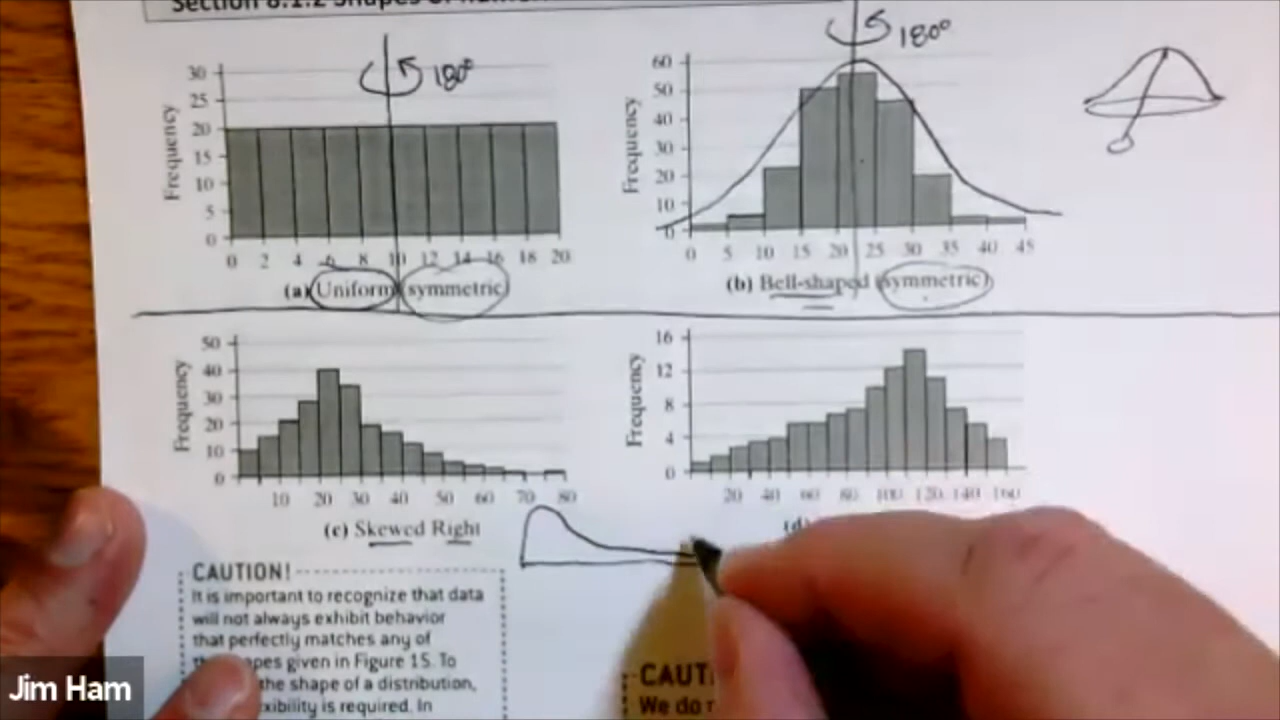 Section 8.1.2 Shapes of
180°
180°
Frequency
30
25
20
15
10
5
0
0 2 4 6 8 10 12 14 16 18 20
(a) Uniform (symmetric)
Frequency
60
50
40
30
20
10
0
0 5 10 15 20 25 30 35 40 45
(b) Bell-shaped (symmetric)
Frequency
50
40
30
20
10
0
10 20 30 40 50 60 70 80
(c) Skewed Right
Frequency
16
12
8
4
0
20 40 60 80 100 120 140 160
(d)
CAUTION!
It is important to recognize that data
will not always exhibit behavior
that perfectly matches any of
given in Figure 15. To
the shape of a distribution,
is required. In
CAUT
We do
Jim Ham